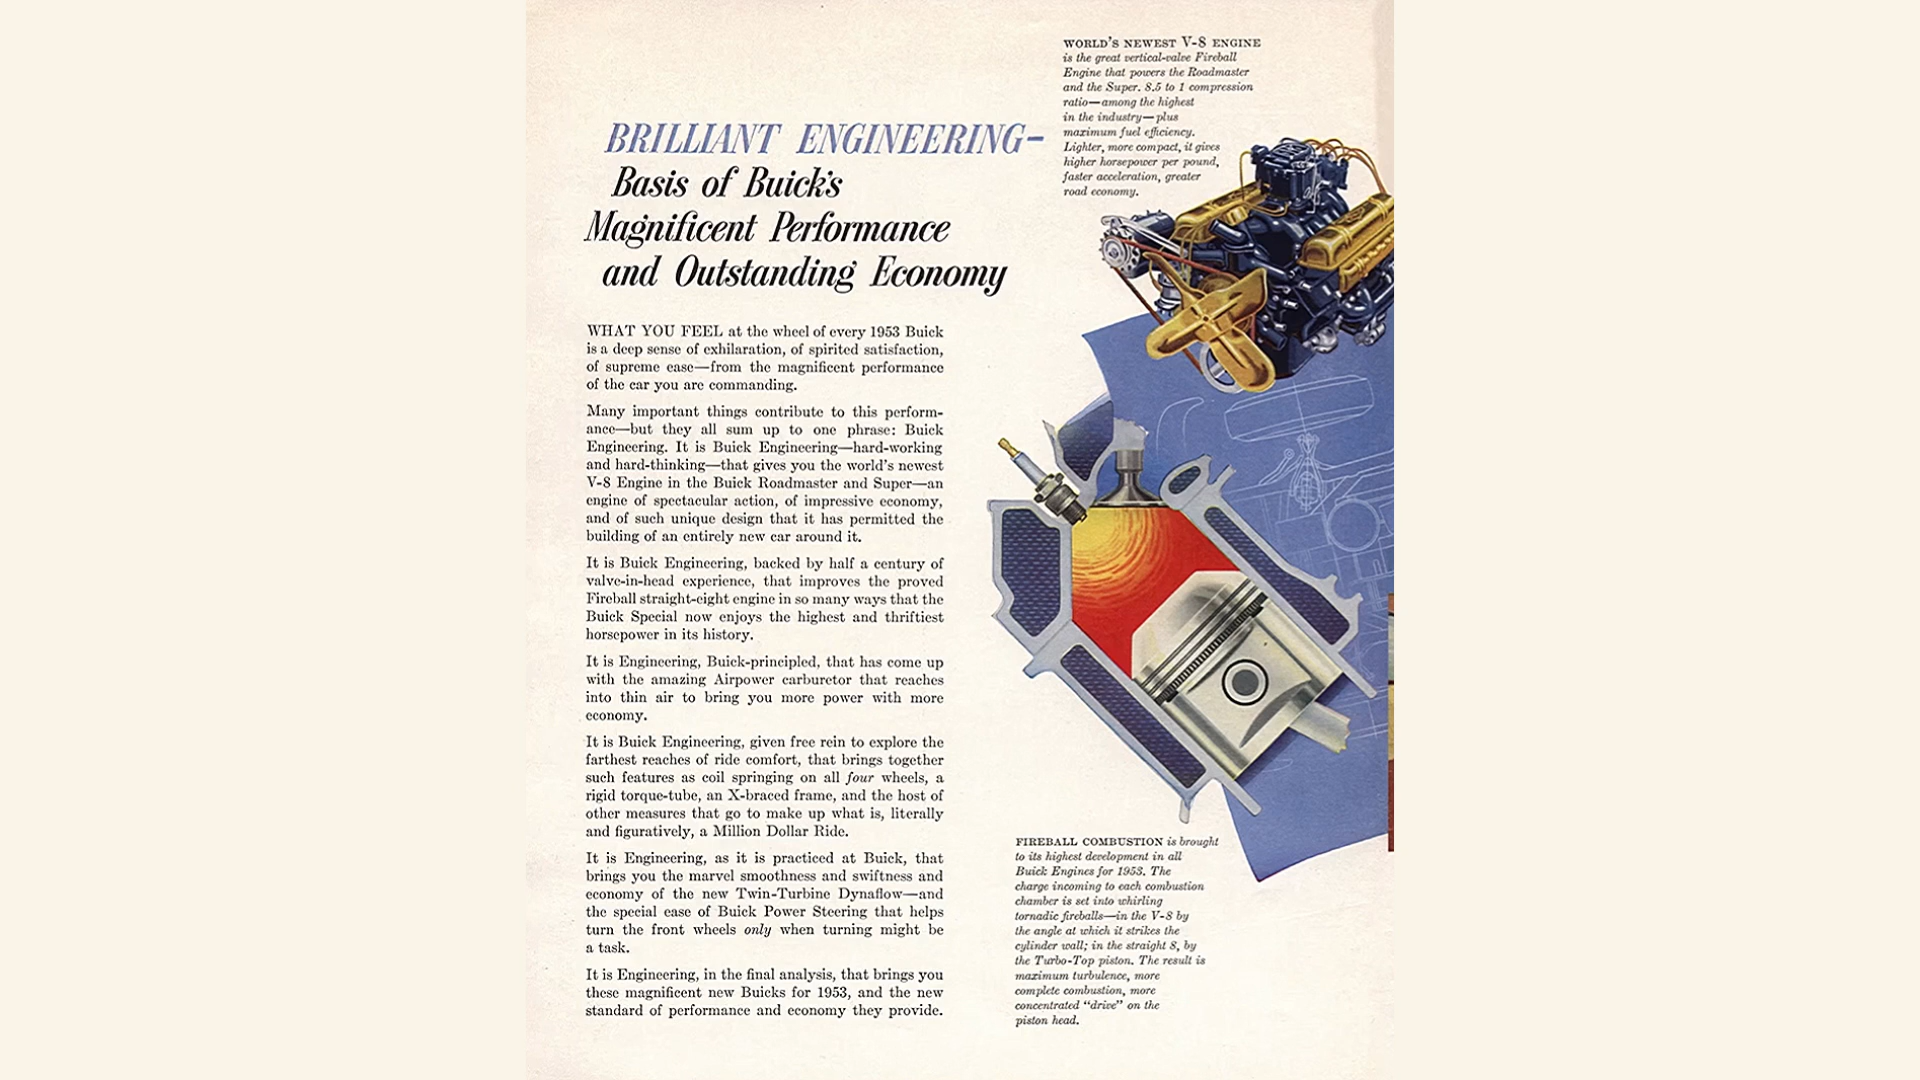 WORLD'S NEWEST V-8 ENGINE
is the great vertical-valve Fireball
Engine that powers the Roadmaster
and the Super. 8.5 to 1 compression
ratio—among the highest
in the industry—plus
maximum fuel efficiency.
Lighter, more compact, it gives
higher horsepower per pound,
faster acceleration, greater
road economy.
BRILLIANT ENGINEERING-
Basis of Buick's
Magnificent Performance
and Outstanding Economy
WHAT YOU FEEL at the wheel of every 1953 Buick
is a deep sense of exhilaration, of spirited satisfaction,
of supreme ease—from the magnificent performance
of the car you are commanding.
Many important things contribute to this perform-
ance—but they all sum up to one phrase: Buick
Engineering. It is Buick Engineering—hard-working
and hard-thinking—that gives you the world's newest
V-8 Engine in the Buick Roadmaster and Super—an
engine of spectacular action, of impressive economy,
and of such unique design that it has permitted the
building of an entirely new car around it.
It is Buick Engineering, backed by half a century of
valve-in-head experience, that improves the proved
Fireball straight-eight engine in so many ways that the
Buick Special now enjoys the highest and thriftiest
horsepower in its history.
It is Engineering, Buick-principled, that has come up
with the amazing Airpower carburetor that reaches
into thin air to bring you more power with more
economy.
It is Buick Engineering, given free rein to explore the
farthest reaches of ride comfort, that brings together
such features as coil springing on all four wheels, a
rigid torque-tube, an X-braced frame, and the host of
other measures that go to make up what is, literally
and figuratively, a Million Dollar Ride.
It is Engineering, as it is practiced at Buick, that
brings you the marvel smoothness and swiftness and
economy of the new Twin-Turbine Dynaflow—and
the special ease of Buick Power Steering that helps
turn the front wheels only when turning might be
a task.
It is Engineering, in the final analysis, that brings you
these magnificent new Buicks for 1953, and the new
standard of performance and economy they provide.
FIREBALL COMBUSTION is brought
to its highest development in all
Buick Engines for 1953. The
charge incoming to each combustion
chamber is set into whirling
tornadic fireballs—in the V-8 by
the angle at which it strikes the
cylinder wall; in the straight 8, by
the Turbo-Top piston. The result is
maximum turbulence, more
complete combustion, more
concentrated "drive" on the
piston head.